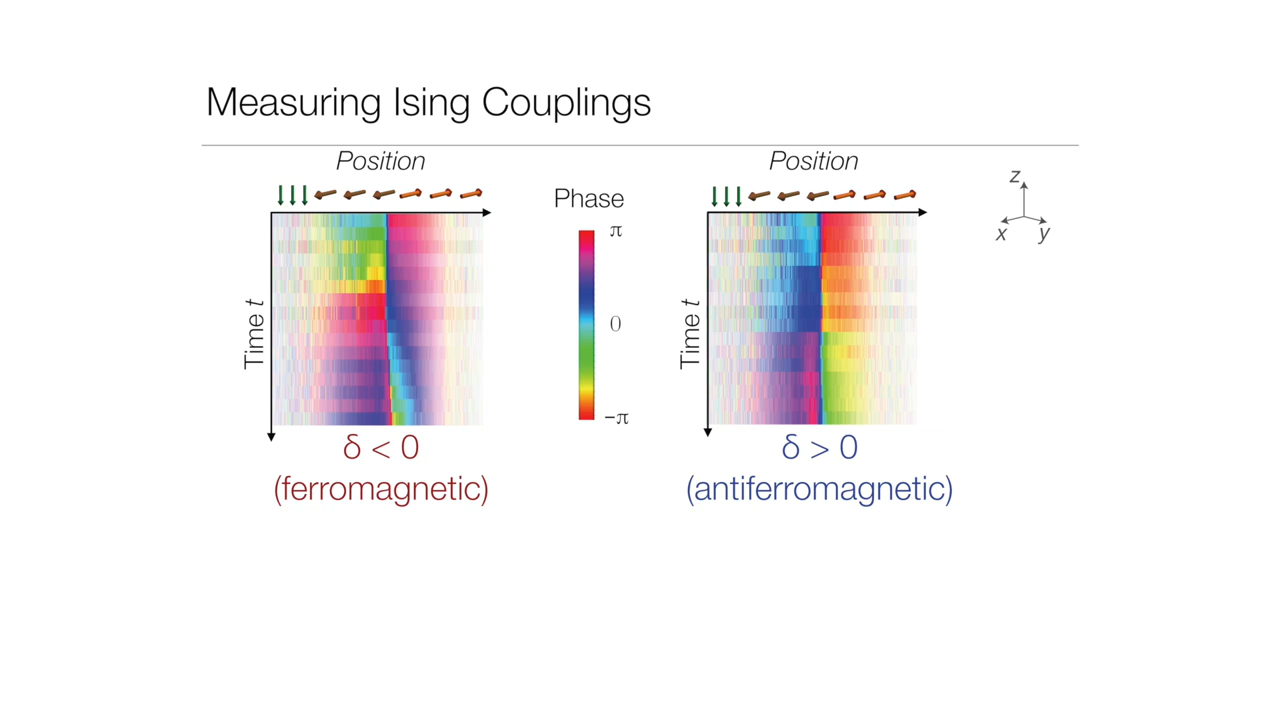 Measuring Ising Couplings
Position
Position
Phase
π
0
−π
Time t
Time t
z
x
y
δ < 0
(ferromagnetic)
δ > 0
(antiferromagnetic)